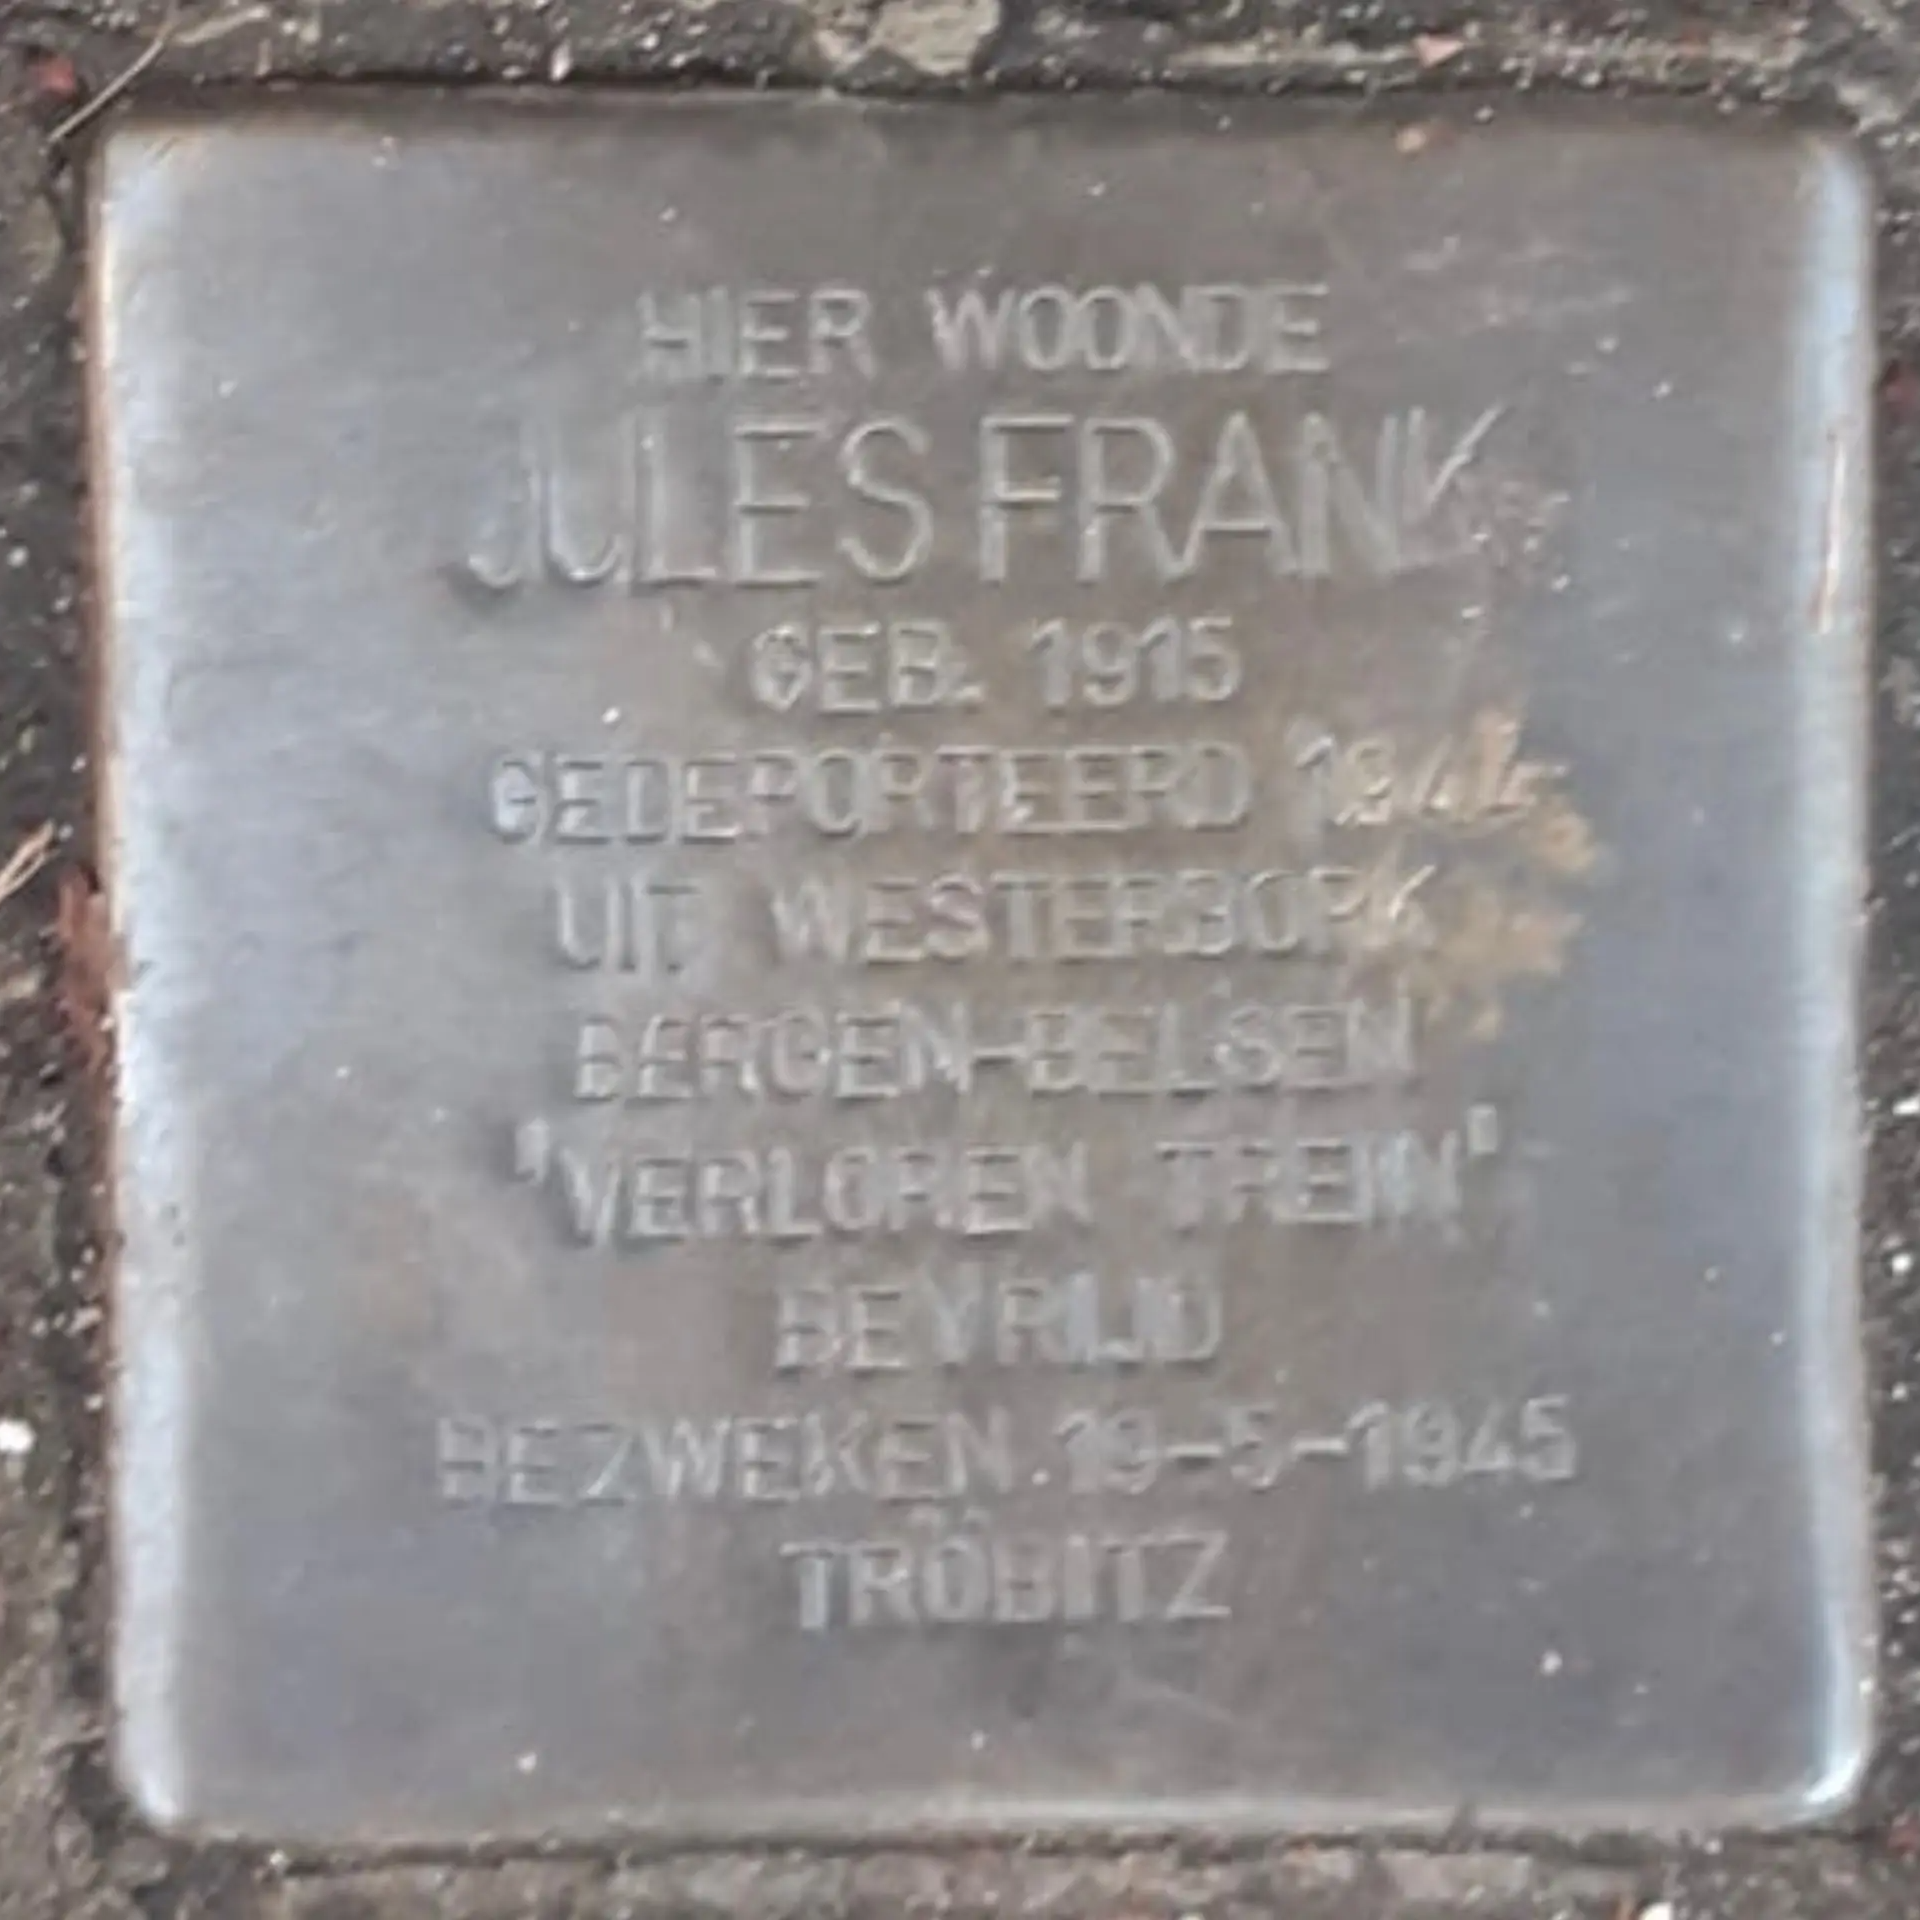 HIER WOONDE
JULES FRANK
GEB. 1915
GEDEPORTEERD 1944
UIT WESTERBORK
BERGEN-BELSEN
"VERLOREN TREIN"
BEVRIJD
BEZWEKEN 19-5-1945
TRÖBITZ